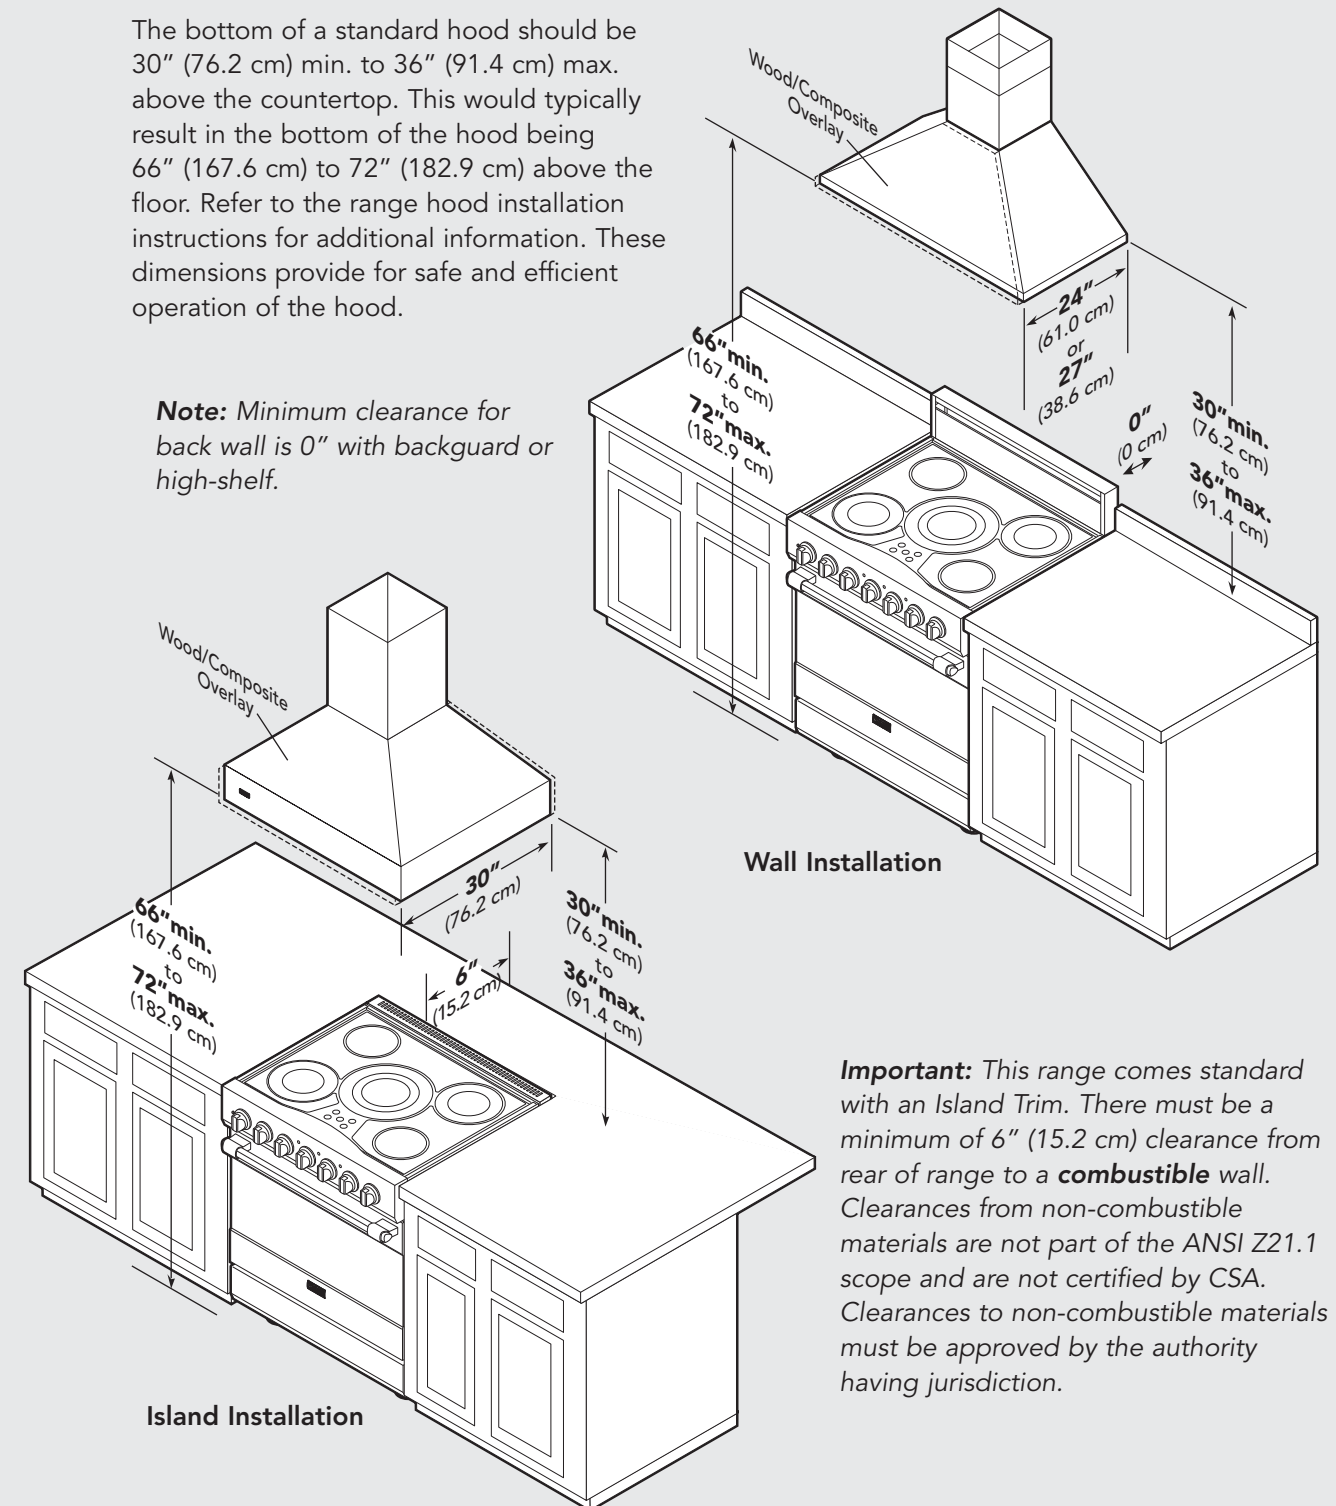 The bottom of a standard hood should be
30” (76.2 cm) min. to 36” (91.4 cm) max.
above the countertop. This would typically
result in the bottom of the hood being
66” (167.6 cm) to 72” (182.9 cm) above the
floor. Refer to the range hood installation
instructions for additional information. These
dimensions provide for safe and efficient
operation of the hood.
Note: Minimum clearance for
back wall is 0” with backguard or
high-shelf.
Wood/Composite
Overlay
66”min.
(167.6 cm)
to
72”max.
(182.9 cm)
24”
(61.0 cm)
or
27”
(38.6 cm)
0”
(0 cm)
30”min.
(76.2 cm)
to
36”max.
(91.4 cm)
Wall Installation
Wood/Composite
Overlay
66”min.
(167.6 cm)
to
72”max.
(182.9 cm)
30”
(76.2 cm)
6”
(15.2 cm)
30”min.
(76.2 cm)
to
36”max.
(91.4 cm)
Island Installation
Important: This range comes standard
with an Island Trim. There must be a
minimum of 6” (15.2 cm) clearance from
rear of range to a combustible wall.
Clearances from non-combustible
materials are not part of the ANSI Z21.1
scope and are not certified by CSA.
Clearances to non-combustible materials
must be approved by the authority
having jurisdiction.